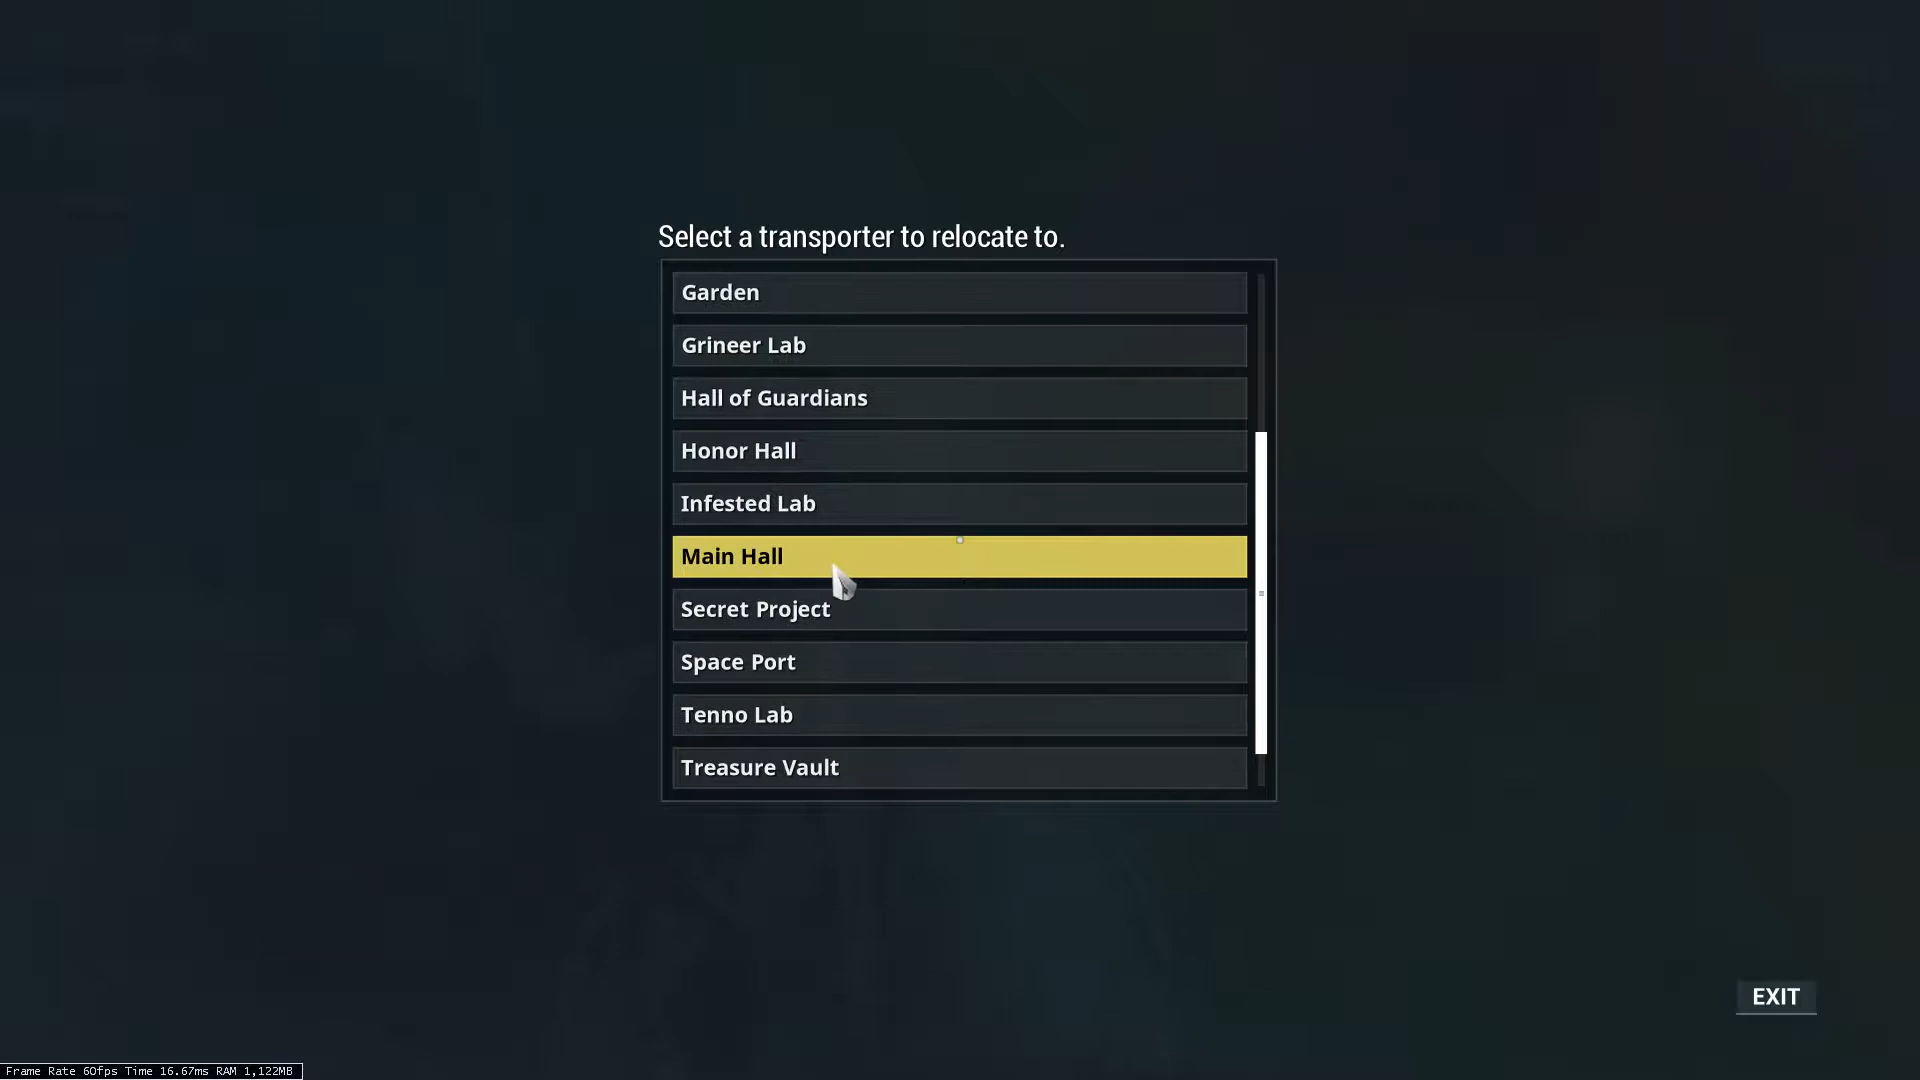 Select a transporter to relocate to.
Garden
Grineer Lab
Hall of Guardians
Honor Hall
Infested Lab
Main Hall
Secret Project
Space Port
Tenno Lab
Treasure Vault
EXIT
Frame Rate 60fps Time 16.67ms RAM 1,122MB